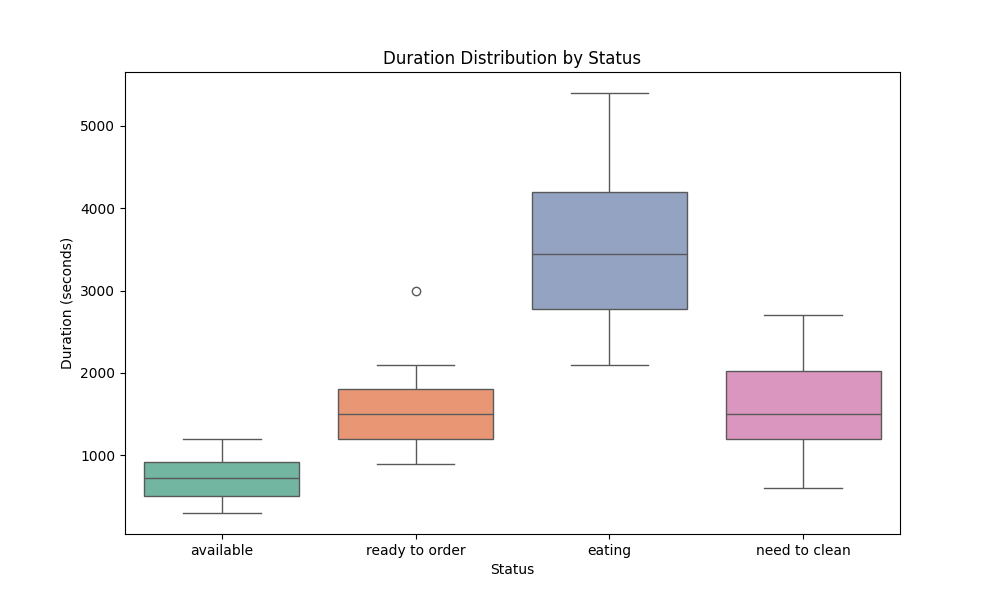 Duration Distribution by Status
Duration (seconds)
5000
4000
3000
2000
1000
available ready to order eating need to clean
Status